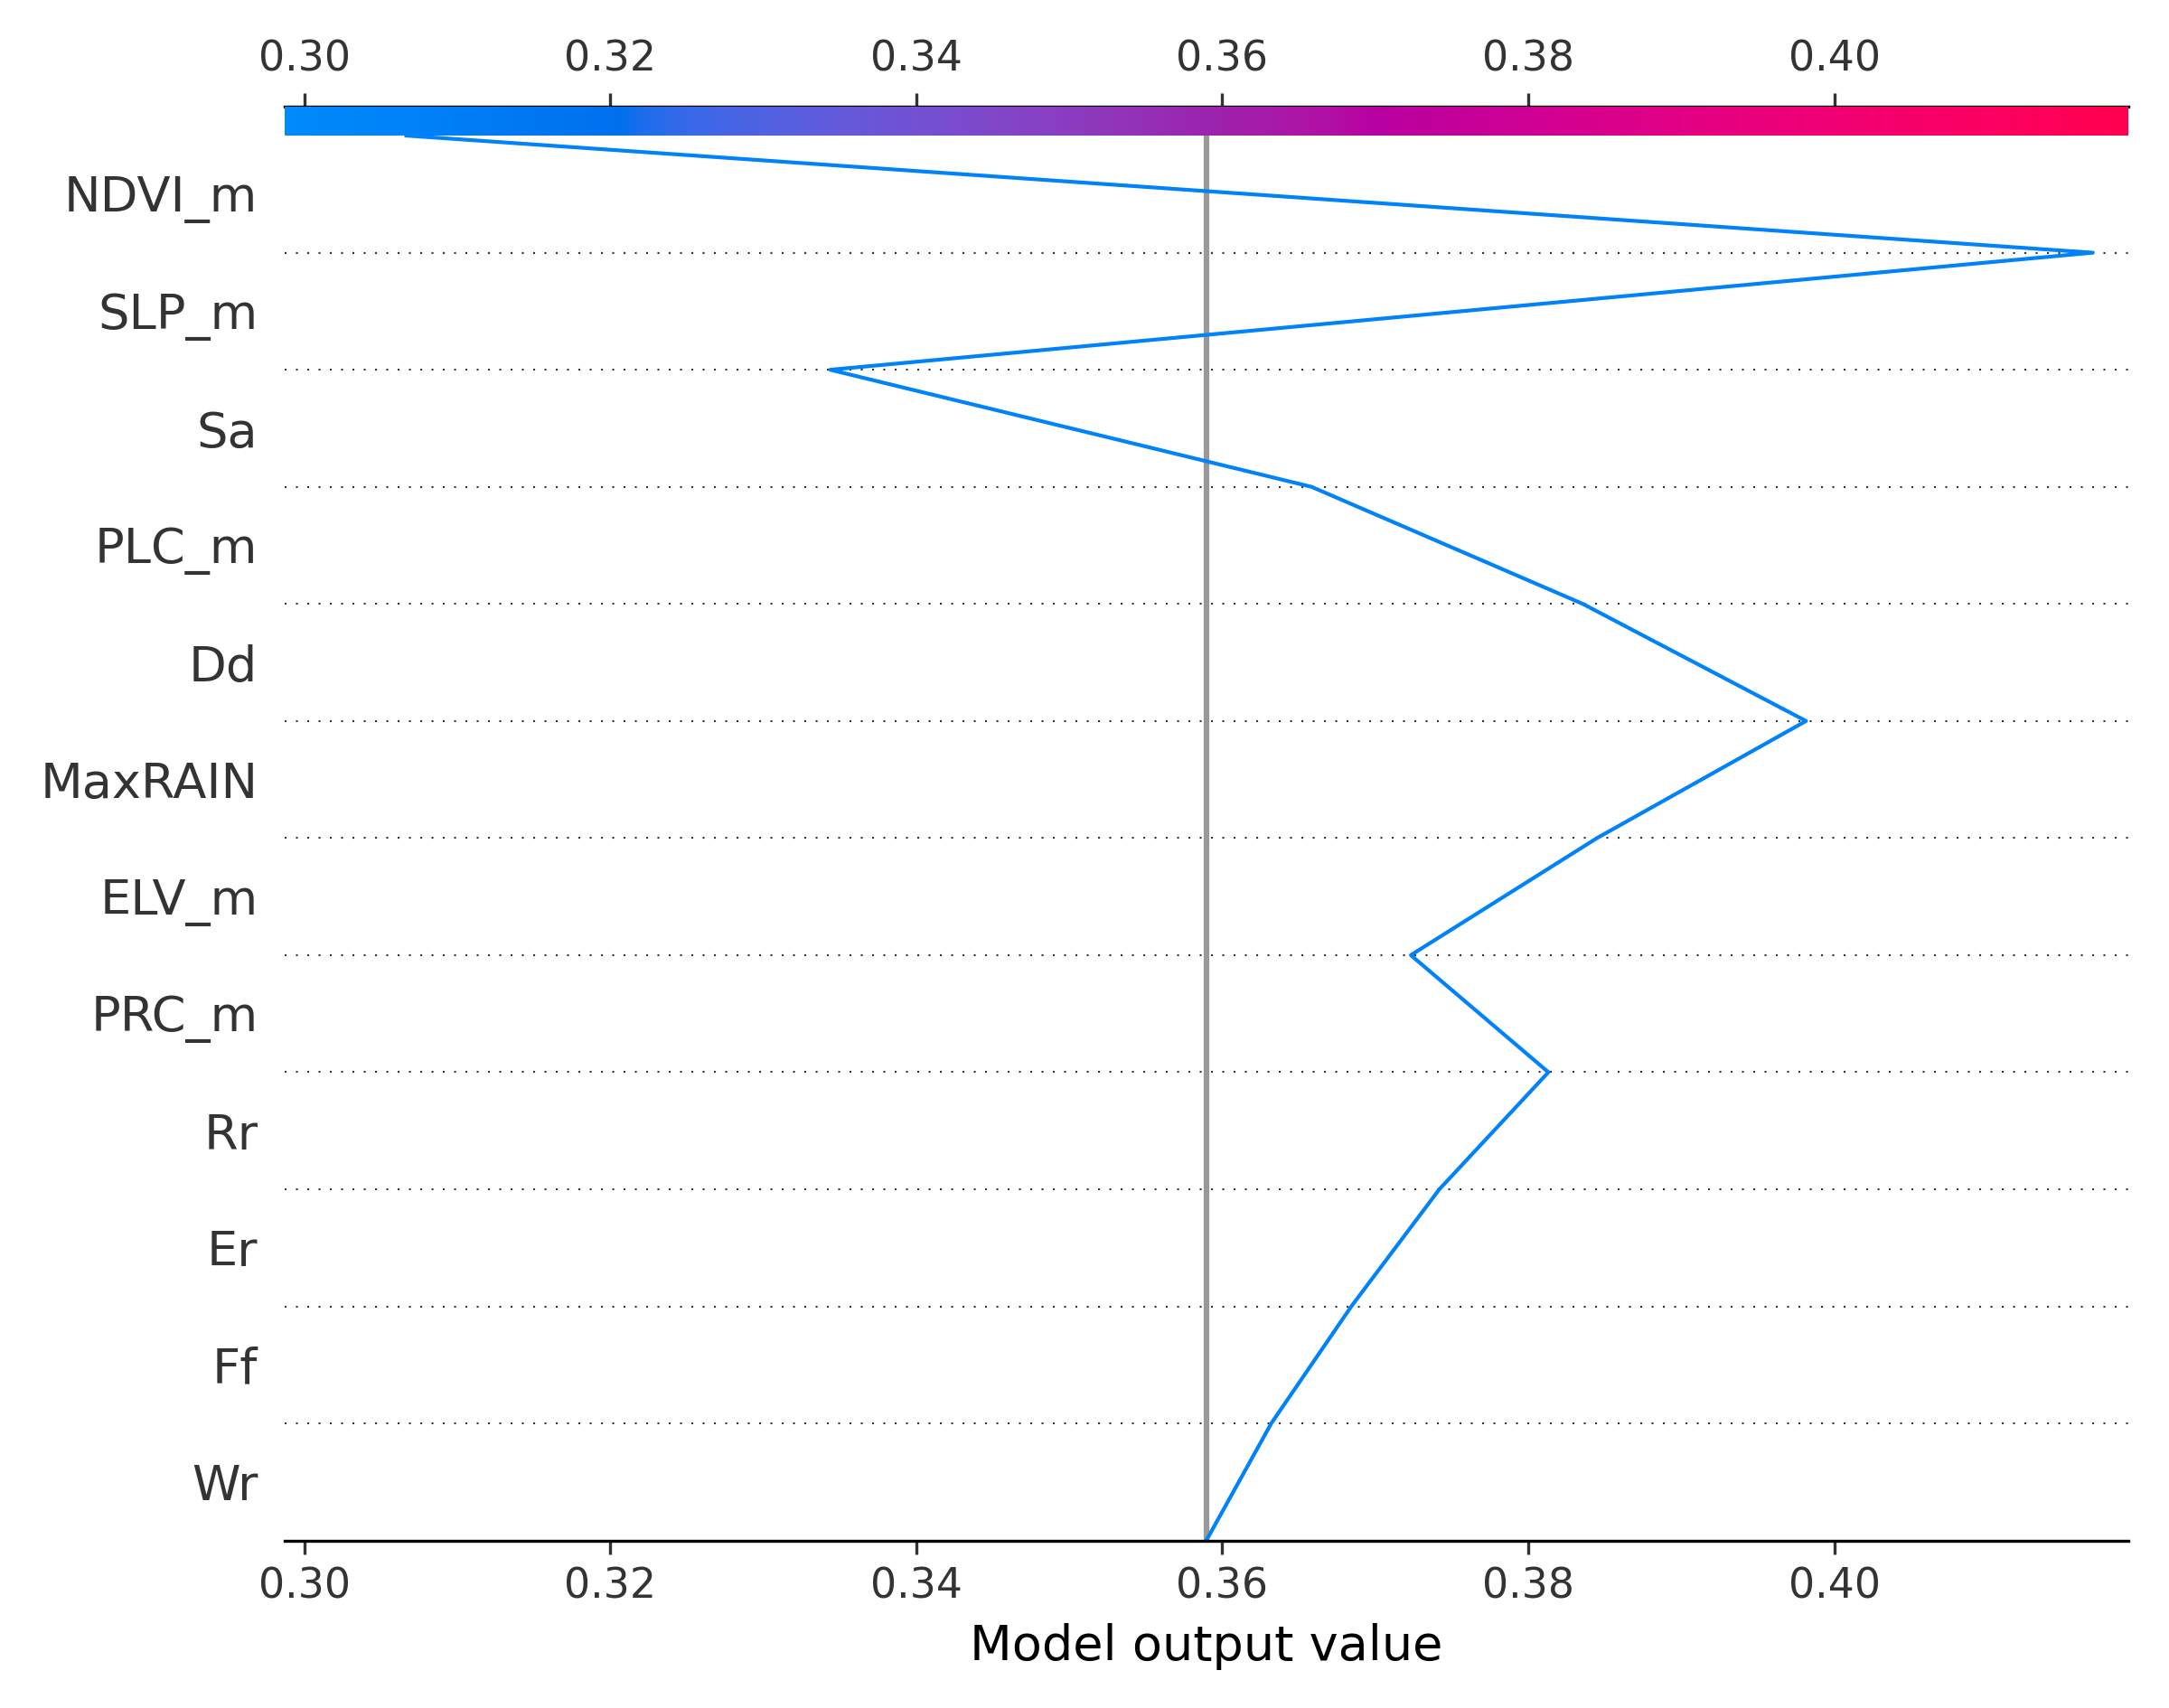 0.30 0.32 0.34 0.36 0.38 0.40
NDVI_m
SLP_m
Sa
PLC_m
Dd
MaxRAIN
ELV_m
PRC_m
Rr
Er
Ff
Wr
0.30 0.32 0.34 0.36 0.38 0.40
Model output value